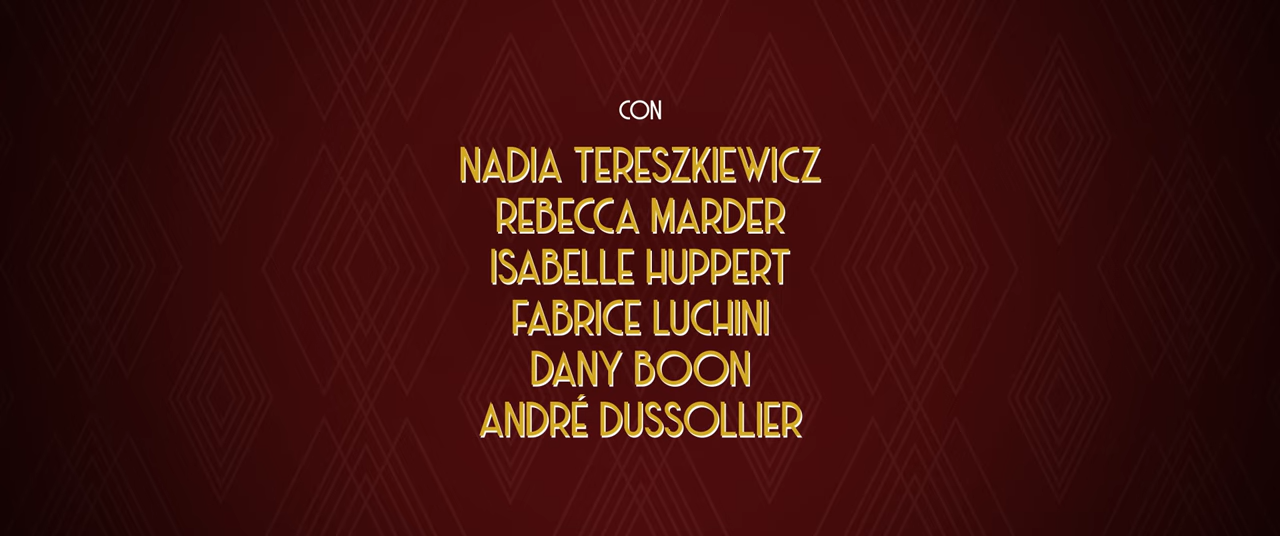 CON
NADIA TERESZKIEWICZ
REBECCA MARDER
ISABELLE HUPPERT
FABRICE LUCHINI
DANY BOON
ANDRÉ DUSSOLLIER